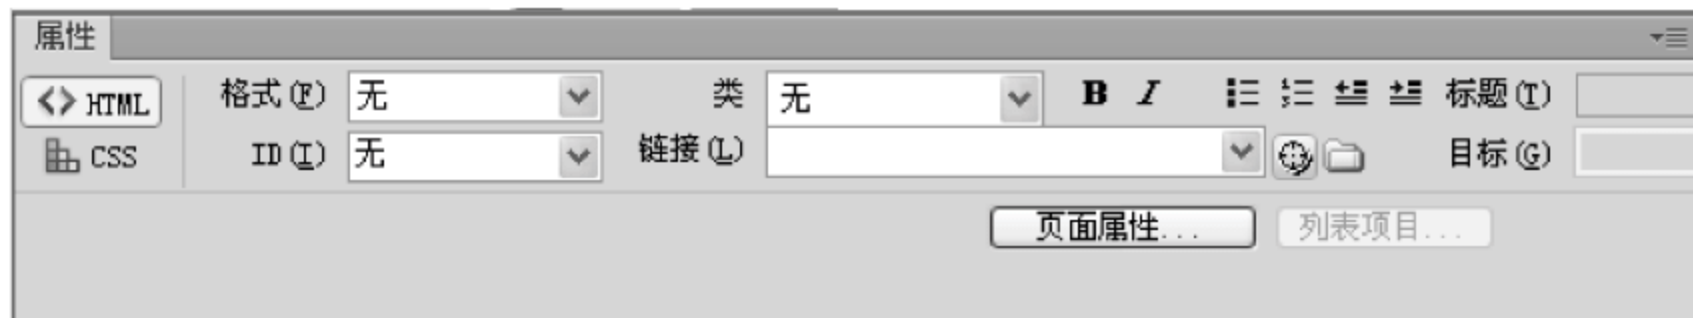 属性
<> HTML 格式(F) 无 类 无 B I 标题(T)
CSS ID(I) 无 链接(L) 目标(G)
页面属性... 列表项目...